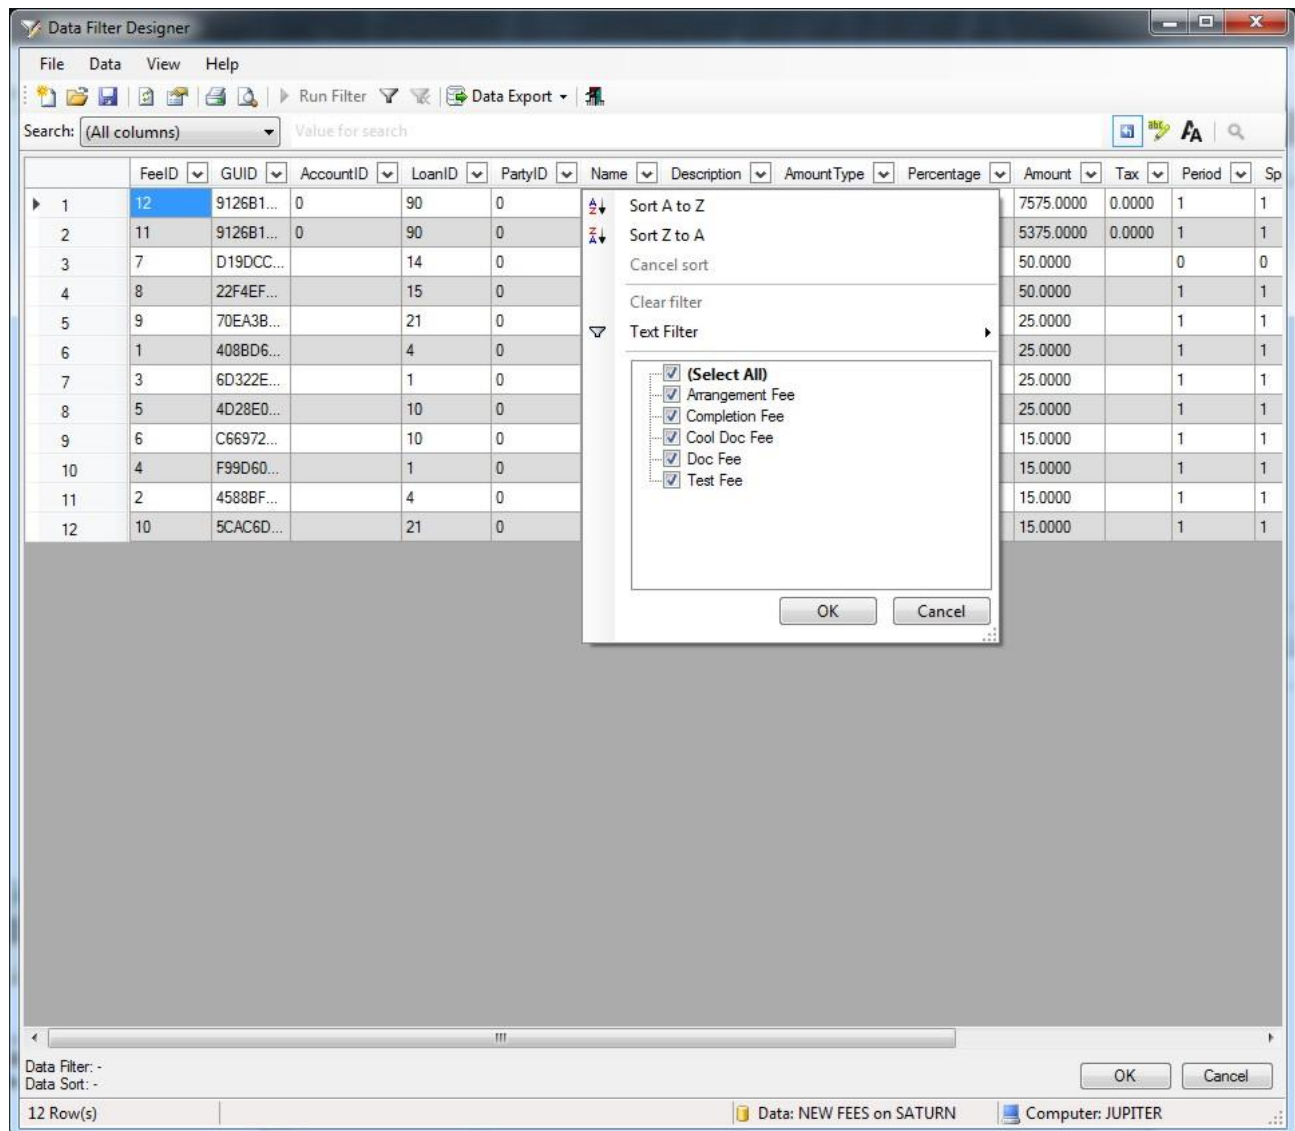 Data Filter Designer
File Data View Help
Run Filter Data Export
Search: (All columns) Value for search
FeeID GUID AccountID LoanID PartyID Name Description AmountType Percentage Amount Tax Period Sp
1 12 9126B1... 0 90 0 7575.0000 0.0000 1 1
2 11 9126B1... 0 90 0 5375.0000 0.0000 1 1
3 7 D19DCC... 14 0 50.0000 0 0
4 8 22F4EF... 15 0 50.0000 1 1
5 9 70EA3B... 21 0 25.0000 1 1
6 1 408BD6... 4 0 25.0000 1 1
7 3 6D322E... 1 0 25.0000 1 1
8 5 4D28E0... 10 0 25.0000 1 1
9 6 C66972... 10 0 15.0000 1 1
10 4 F99D60... 1 0 15.0000 1 1
11 2 4588BF... 4 0 15.0000 1 1
12 10 5CAC6D... 21 0 15.0000 1 1
Sort A to Z
Sort Z to A
Cancel sort
Clear filter
Text Filter
(Select All)
Arrangement Fee
Completion Fee
Cool Doc Fee
Doc Fee
Test Fee
OK Cancel
Data Filter: -
Data Sort: -
OK Cancel
12 Row(s) Data: NEW FEES on SATURN Computer: JUPITER